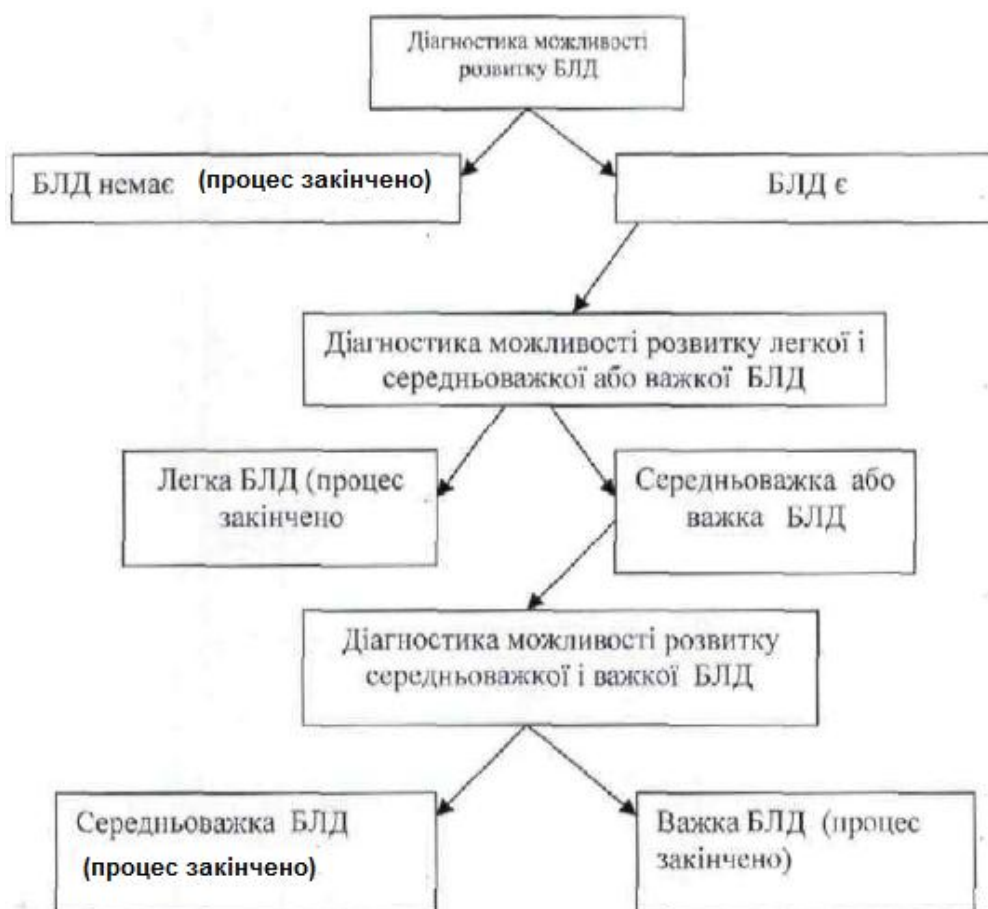 Діагностика можливості
розвитку БЛД
БЛД немає (процес закінчено)
БЛД є
Діагностика можливості розвитку легкої і
середньоважкої або важкої БЛД
Легка БЛД (процес
закінчено
Середньоважка або
важка БЛД
Діагностика можливості розвитку
середньоважкої і важкої БЛД
Середньоважка БЛД
(процес закінчено)
Важка БЛД (процес
закінчено)